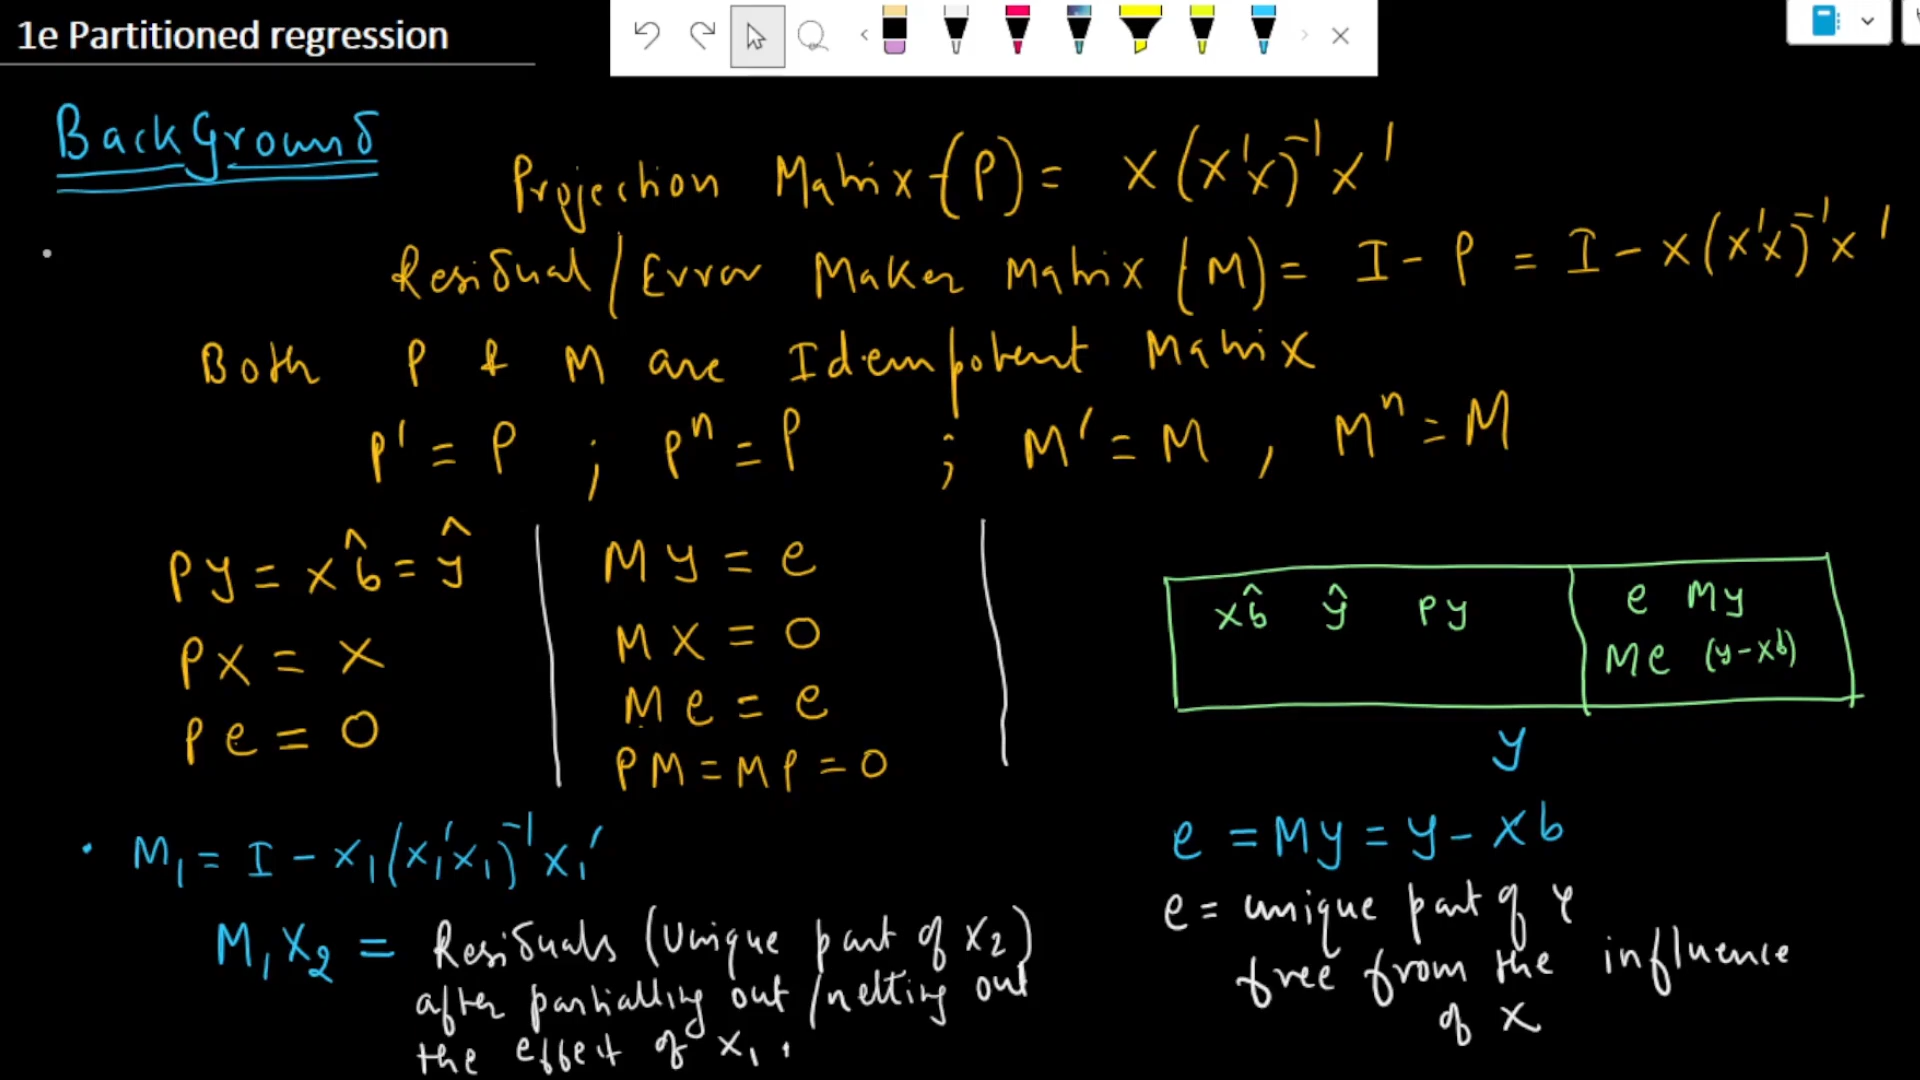 1e Partitioned regression
BackGround
Projection Matrix (P) = X(X'X)⁻¹X'
Residual/Error Maker Matrix (M) = I - P = I - X(X'X)⁻¹X'
Both P & M are Idempotent Matrix
P' = P ; Pⁿ = P ; M' = M , Mⁿ = M
Py = Xb̂ = ŷ
PX = X
Pe = 0
My = e
MX = 0
Me = e
PM = MP = 0
Xb̂ ŷ Py
e My
Me (y-Xb)
y
• M₁ = I - X₁(X₁'X₁)⁻¹X₁'
M₁X₂ = Residuals (Unique part of X₂)
after partialling out/netting out
the effect of X₁.
e = My = y - Xb
e = unique part of Y
free from the influence
of X